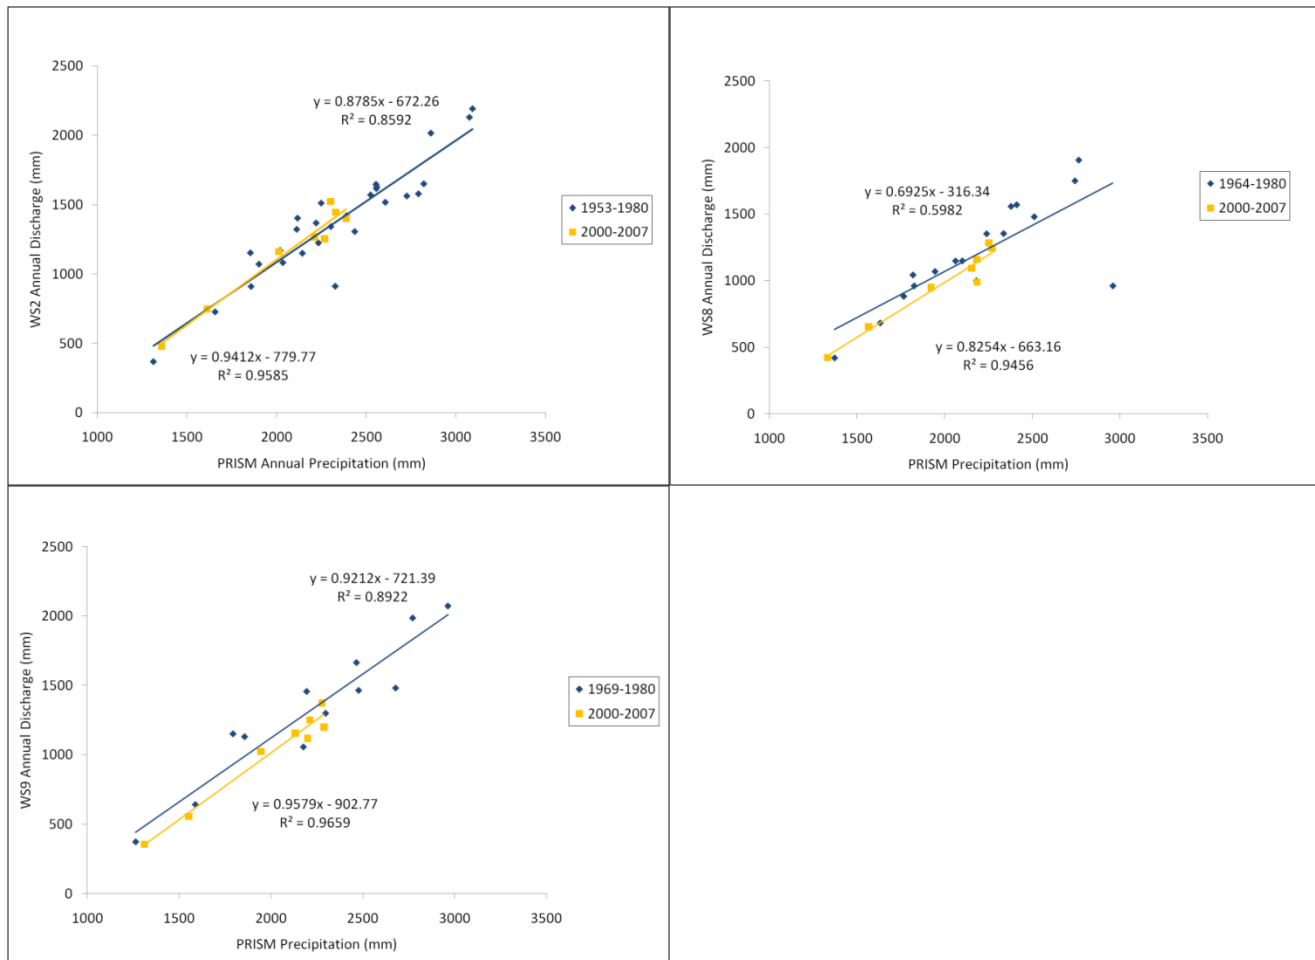 2500
2000
1500
1000
500
0
WS2 Annual Discharge (mm)
y = 0.8785x - 672.26
R² = 0.8592
y = 0.9412x - 779.77
R² = 0.9585
1953-1980
2000-2007
1000 1500 2000 2500 3000 3500
PRISM Annual Precipitation (mm)
2500
2000
1500
1000
500
0
WS8 Annual Discharge (mm)
y = 0.6925x - 316.34
R² = 0.5982
y = 0.8254x - 663.16
R² = 0.9456
1964-1980
2000-2007
1000 1500 2000 2500 3000 3500
PRISM Precipitation (mm)
2500
2000
1500
1000
500
0
WS9 Annual Discharge (mm)
y = 0.9212x - 721.39
R² = 0.8922
y = 0.9579x - 902.77
R² = 0.9659
1969-1980
2000-2007
1000 1500 2000 2500 3000 3500
PRISM Precipitation (mm)